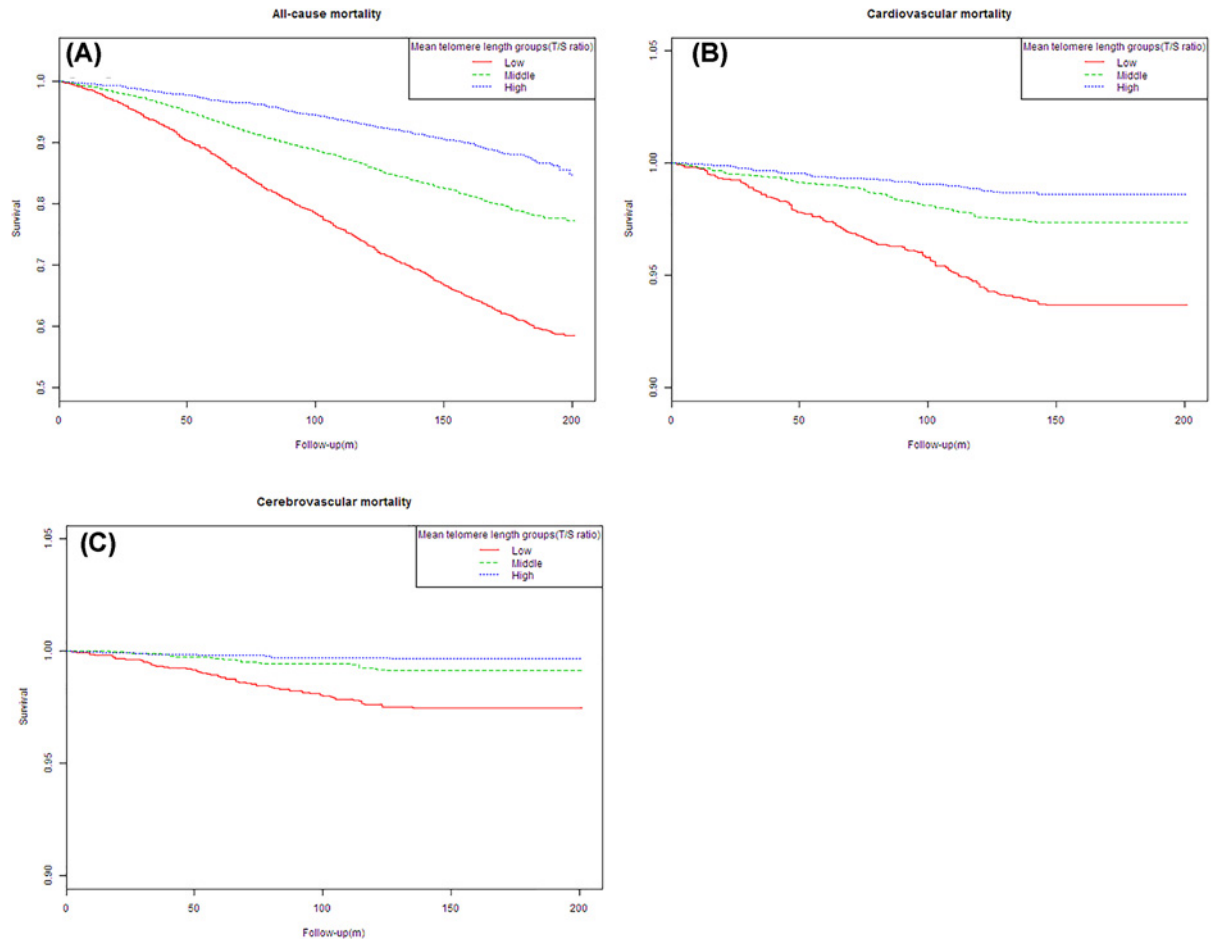 All-cause mortality
(A)
Mean telomere length groups(T/S ratio)
Low
Middle
High
Survival
1.0
0.9
0.8
0.7
0.6
0.5
0 50 100 150 200
Follow-up(m)
Cardiovascular mortality
(B)
Mean telomere length groups(T/S ratio)
Low
Middle
High
Survival
1.05
1.00
0.95
0.90
0 50 100 150 200
Follow-up(m)
Cerebrovascular mortality
(C)
Mean telomere length groups(T/S ratio)
Low
Middle
High
Survival
1.05
1.00
0.95
0.90
0 50 100 150 200
Follow-up(m)